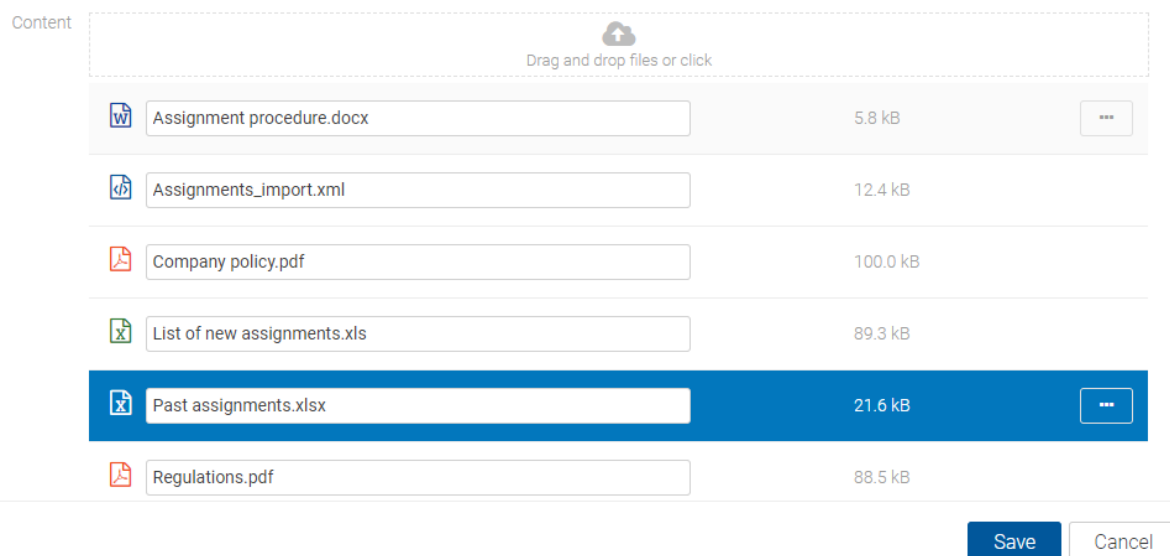 Content
Drag and drop files or click
Assignment procedure.docx 5.8 kB
Assignments_import.xml 12.4 kB
Company policy.pdf 100.0 kB
List of new assignments.xls 89.3 kB
Past assignments.xlsx 21.6 kB
Regulations.pdf 88.5 kB
Save Cancel